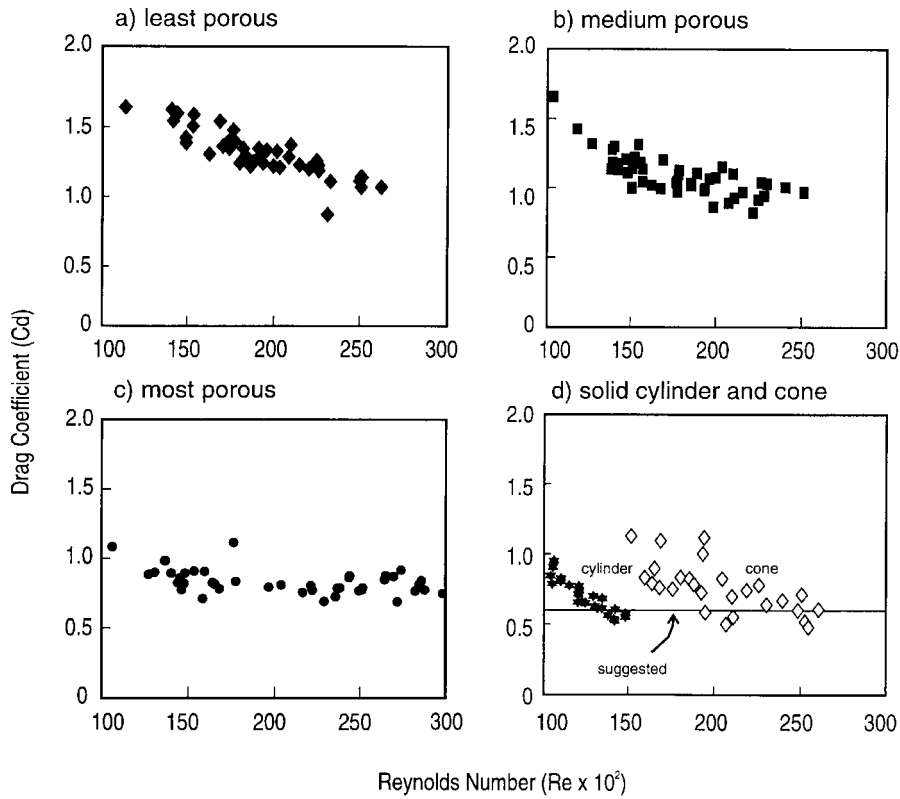 a) least porous
2.0
1.5
1.0
0.5
0
100 150 200 250 300
b) medium porous
2.0
1.5
1.0
0.5
0
100 150 200 250 300
Drag Coefficient (Cd)
c) most porous
2.0
1.5
1.0
0.5
0
100 150 200 250 300
d) solid cylinder and cone
2.0
1.5
1.0
0.5
0
cylinder
cone
suggested
100 150 200 250 300
Reynolds Number (Re x 10²)